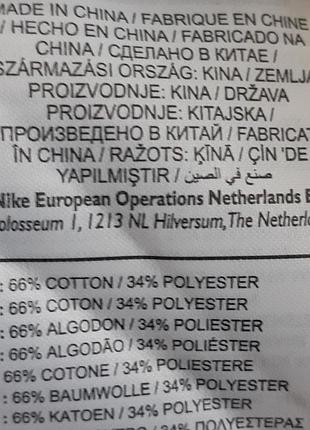 MADE IN CHINA / FABRIQUE EN CHINE
/ HECHO EN CHINA / FABRICADO NA
CHINA / СДЕЛАНО В КИТАЕ /
SZÁRMAZÁSI ORSZÁG: KINA / ZEMLJA
PROIZVODNJE: KINA / DRŽAVA
PROIZVODNJE: KITAJSKA /
ПРОИЗВЕДЕНО В КИТАЙ / FABRICAT
ÎN CHINA / RAŽOTS: ĶĪNĀ / ÇİN 'DE
YAPILMIŞTIR / صنع في الصين
Nike European Operations Netherlands B
olosseum 1, 1213 NL Hilversum, The Netherl
: 66% COTTON / 34% POLYESTER
: 66% COTON / 34% POLYESTER
: 66% ALGODON / 34% POLIESTER
: 66% ALGODÃO / 34% POLIÉSTER
66% COTONE / 34% POLIESTERE
: 66% BAUMWOLLE / 34% POLYESTER
: 66% KATOEN / 34% POLYESTER
34% ΠΟΛΥΕΣΤΕΡΑΣ